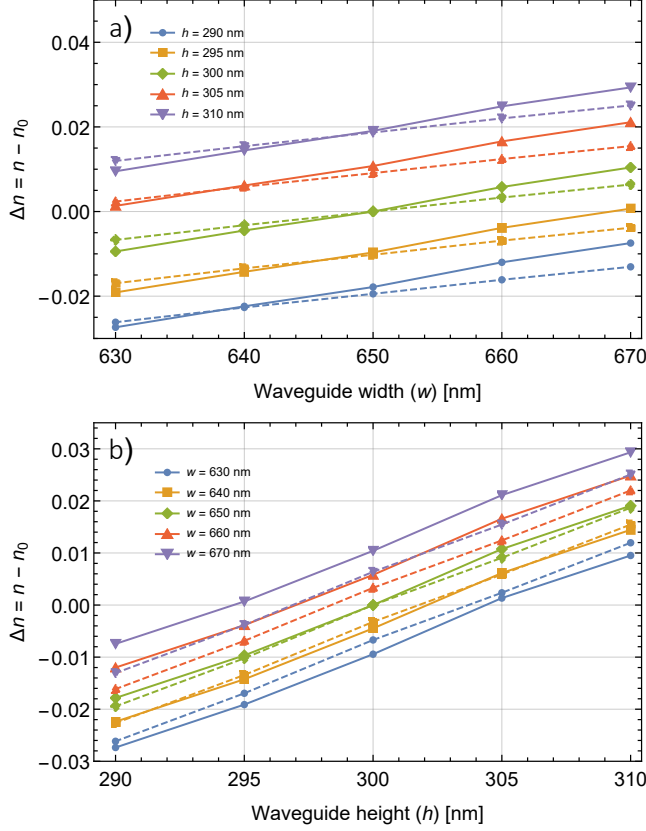 a)
h = 290 nm
h = 295 nm
h = 300 nm
h = 305 nm
h = 310 nm
0.04
0.02
0.00
−0.02
Δn = n − n₀
630 640 650 660 670
Waveguide width (w) [nm]
b)
w = 630 nm
w = 640 nm
w = 650 nm
w = 660 nm
w = 670 nm
0.03
0.02
0.01
0.00
−0.01
−0.02
−0.03
Δn = n − n₀
290 295 300 305 310
Waveguide height (h) [nm]